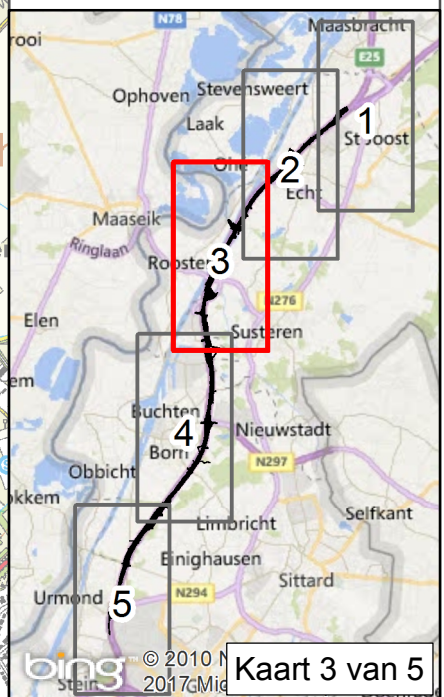 N78
Maasbracht
rooi
E25
Ophoven
Stevensweert
Laak
1
St Joost
2
Ohe
Echt
Maaseik
Ringlaan
3
N276
Elen
Susteren
em
Buchten
4
Nieuwstadt
Born
N297
Obbicht
okkem
Limbricht
Selfkant
Einighausen
Sittard
N294
Urmond
5
bing
© 2010 N
Kaart 3 van 5
Stein
2017 Mic